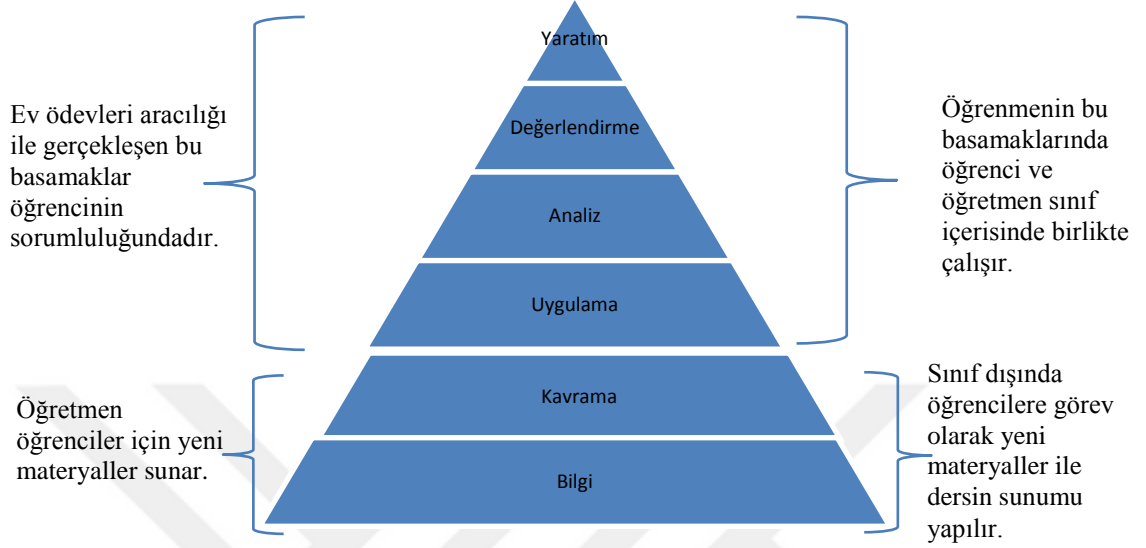 Yaratım
Değerlendirme
Analiz
Uygulama
Kavrama
Bilgi
Ev ödevleri aracılığı
ile gerçekleşen bu
basamaklar
öğrencinin
sorumluluğundadır.
Öğretmen
öğrenciler için yeni
materyaller sunar.
Öğrenmenin bu
basamaklarında
öğrenci ve
öğretmen sınıf
içerisinde birlikte
çalışır.
Sınıf dışında
öğrencilere görev
olarak yeni
materyaller ile
dersin sunumu
yapılır.